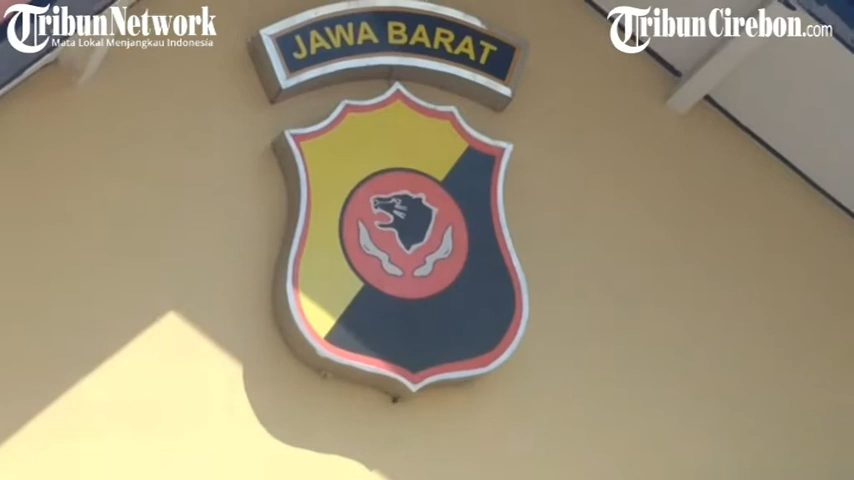 TribunNetwork
Mata Lokal Menjangkau Indonesia
TribunCirebon.com
JAWA BARAT